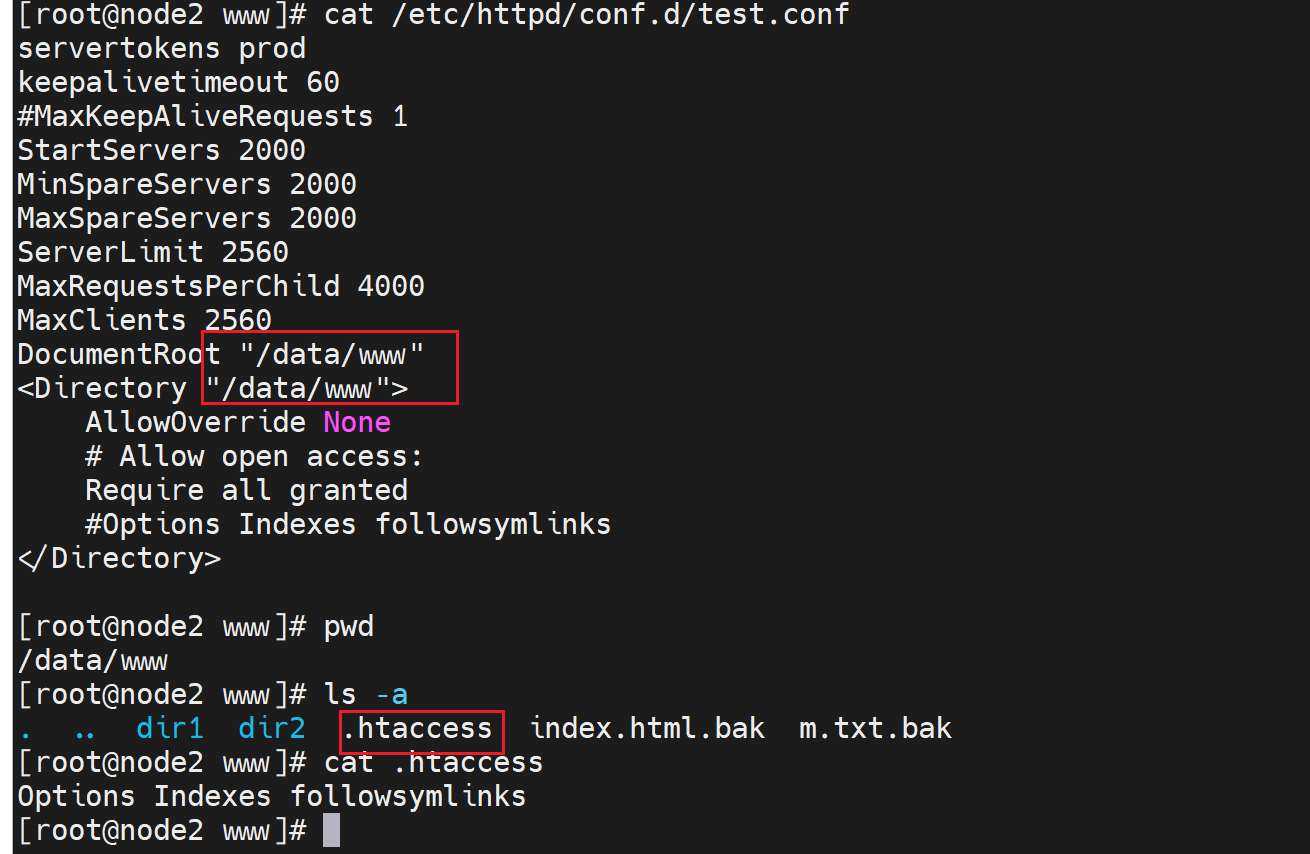 [root@node2 www]# cat /etc/httpd/conf.d/test.conf
servertokens prod
keepalivetimeout 60
#MaxKeepAliveRequests 1
StartServers 2000
MinSpareServers 2000
MaxSpareServers 2000
ServerLimit 2560
MaxRequestsPerChild 4000
MaxClients 2560
DocumentRoot "/data/www"
<Directory "/data/www">
    AllowOverride None
    # Allow open access:
    Require all granted
    #Options Indexes followsymlinks
</Directory>

[root@node2 www]# pwd
/data/www
[root@node2 www]# ls -a
.  ..  dir1  dir2  .htaccess  index.html.bak  m.txt.bak
[root@node2 www]# cat .htaccess
Options Indexes followsymlinks
[root@node2 www]#